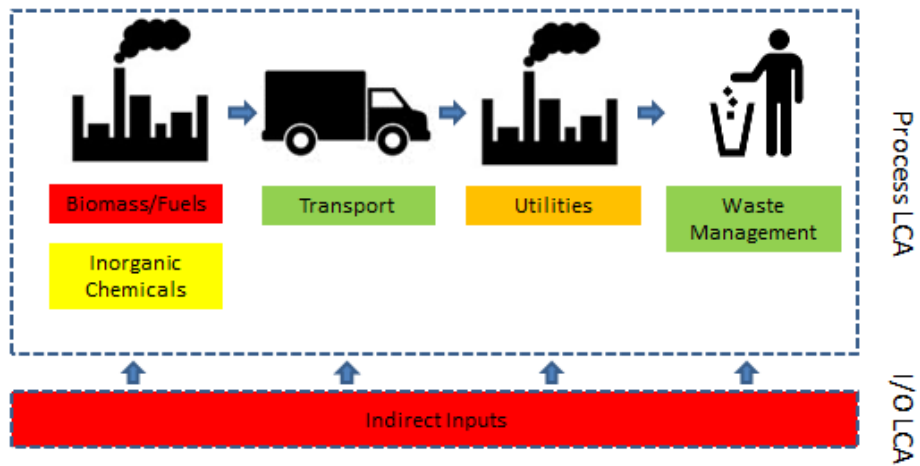 Biomass/Fuels
Transport
Utilities
Waste
Management
Inorganic
Chemicals
Process LCA
Indirect Inputs
I/O LCA